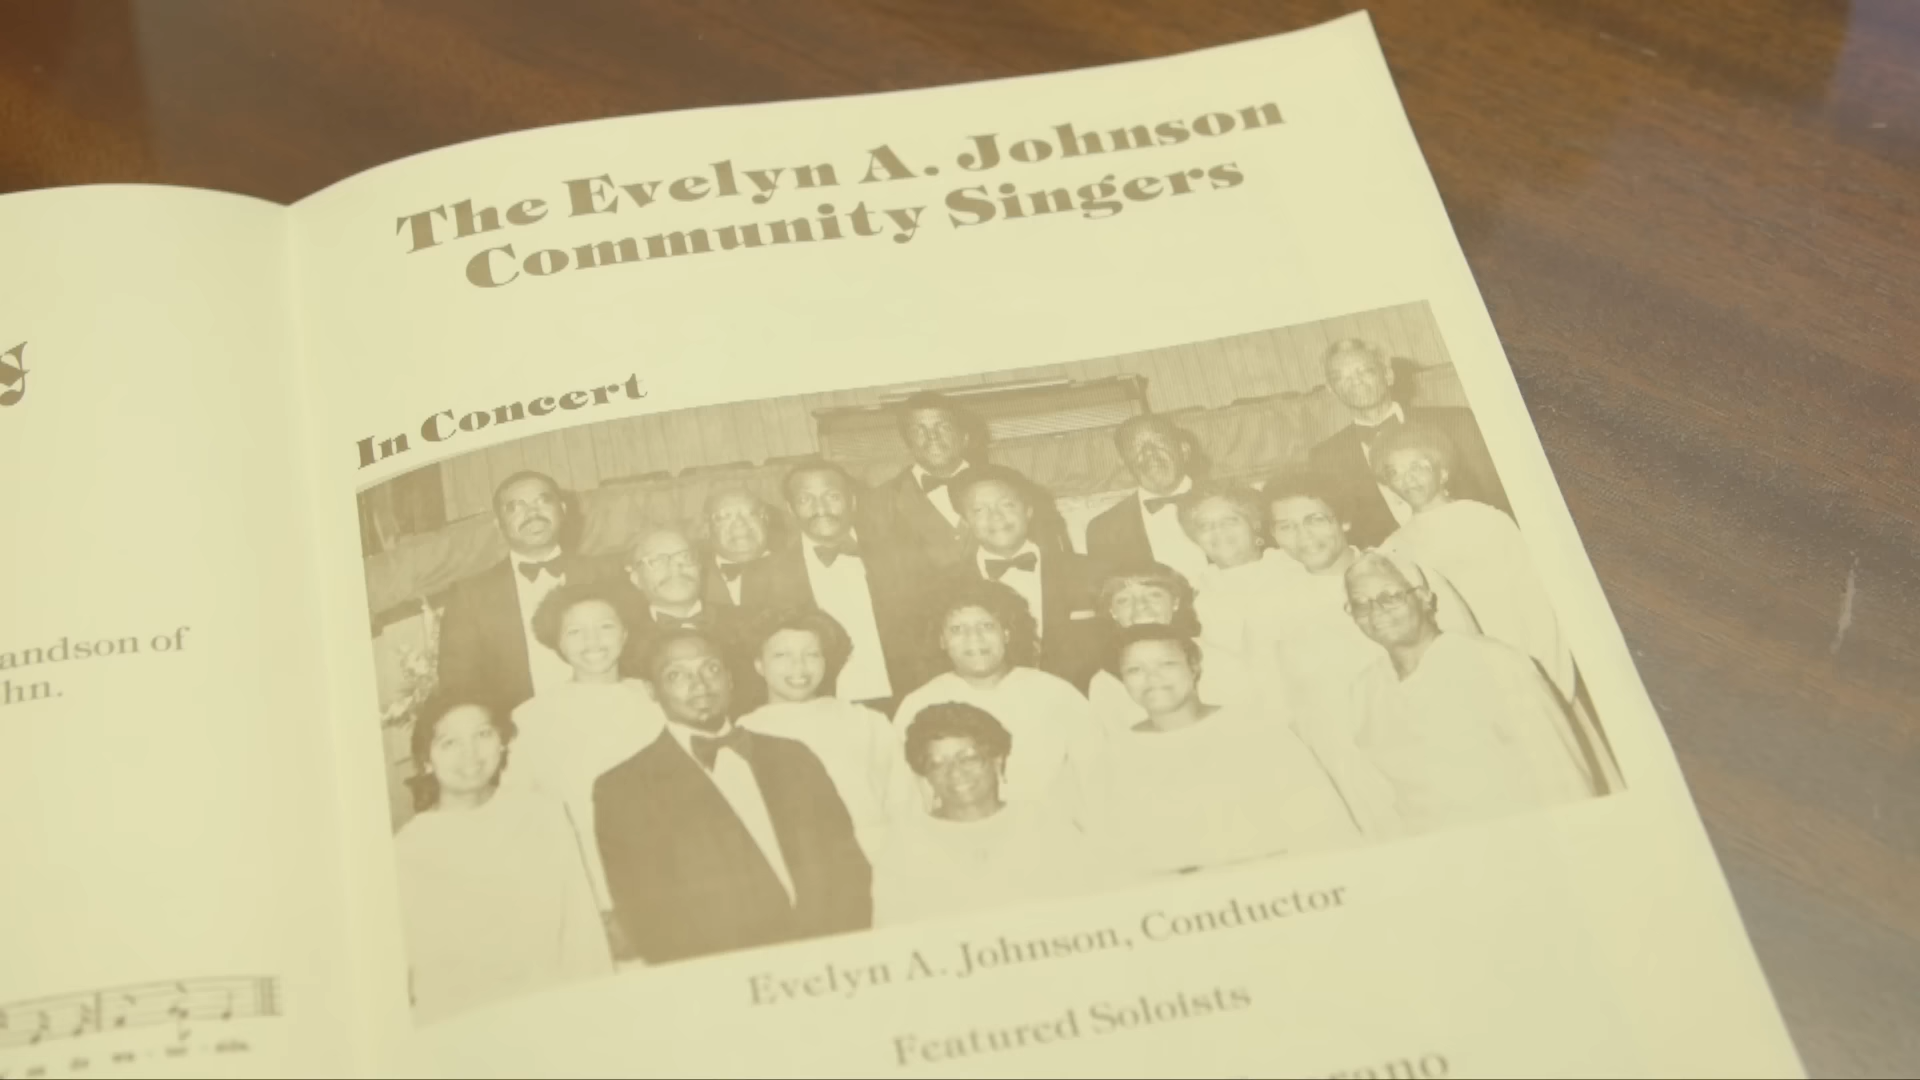 y
andson of
hn.
The Evelyn A. Johnson
Community Singers
In Concert
Evelyn A. Johnson, Conductor
Featured Soloists